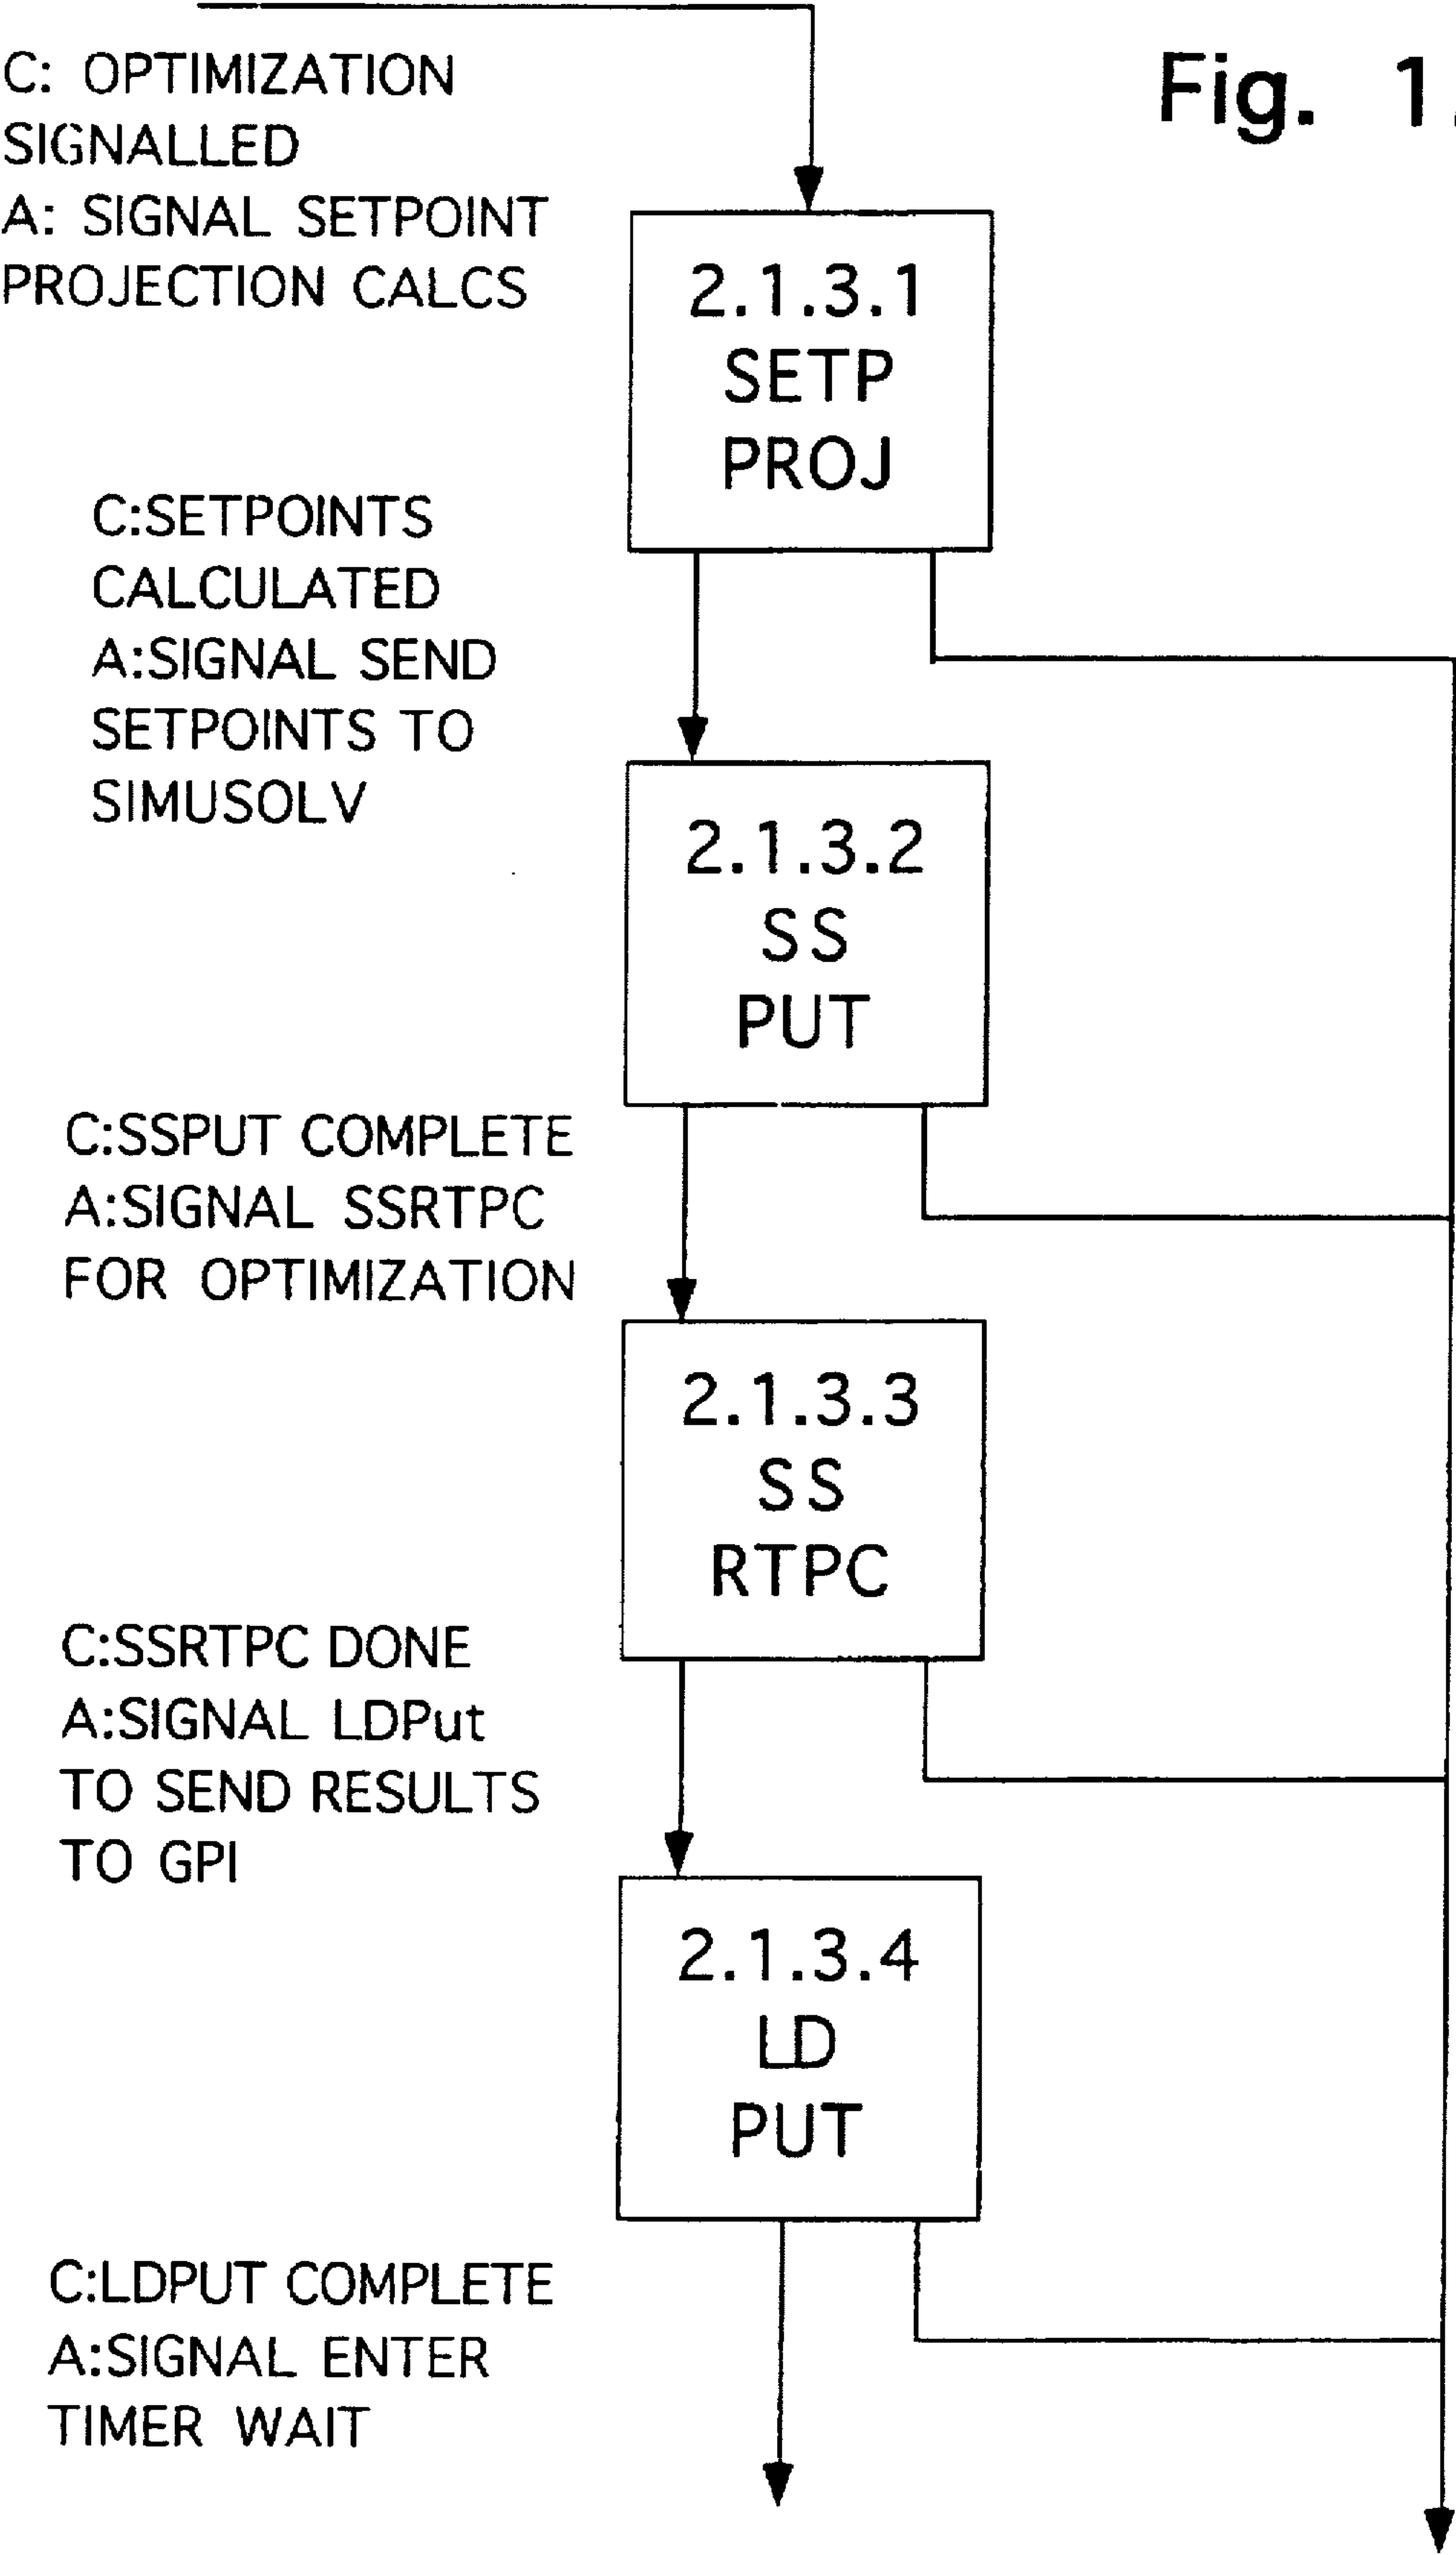 Fig. 1
C: OPTIMIZATION
SIGNALLED
A: SIGNAL SETPOINT
PROJECTION CALCS
2.1.3.1
SETP
PROJ
C:SETPOINTS
CALCULATED
A:SIGNAL SEND
SETPOINTS TO
SIMUSOLV
2.1.3.2
SS
PUT
C:SSPUT COMPLETE
A:SIGNAL SSRTPC
FOR OPTIMIZATION
2.1.3.3
SS
RTPC
C:SSRTPC DONE
A:SIGNAL LDPut
TO SEND RESULTS
TO GPI
2.1.3.4
LD
PUT
C:LDPUT COMPLETE
A:SIGNAL ENTER
TIMER WAIT